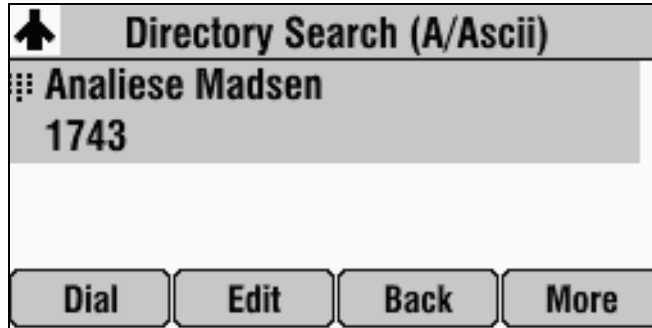 Directory Search (A/Ascii)
Analiese Madsen
1743
Dial Edit Back More